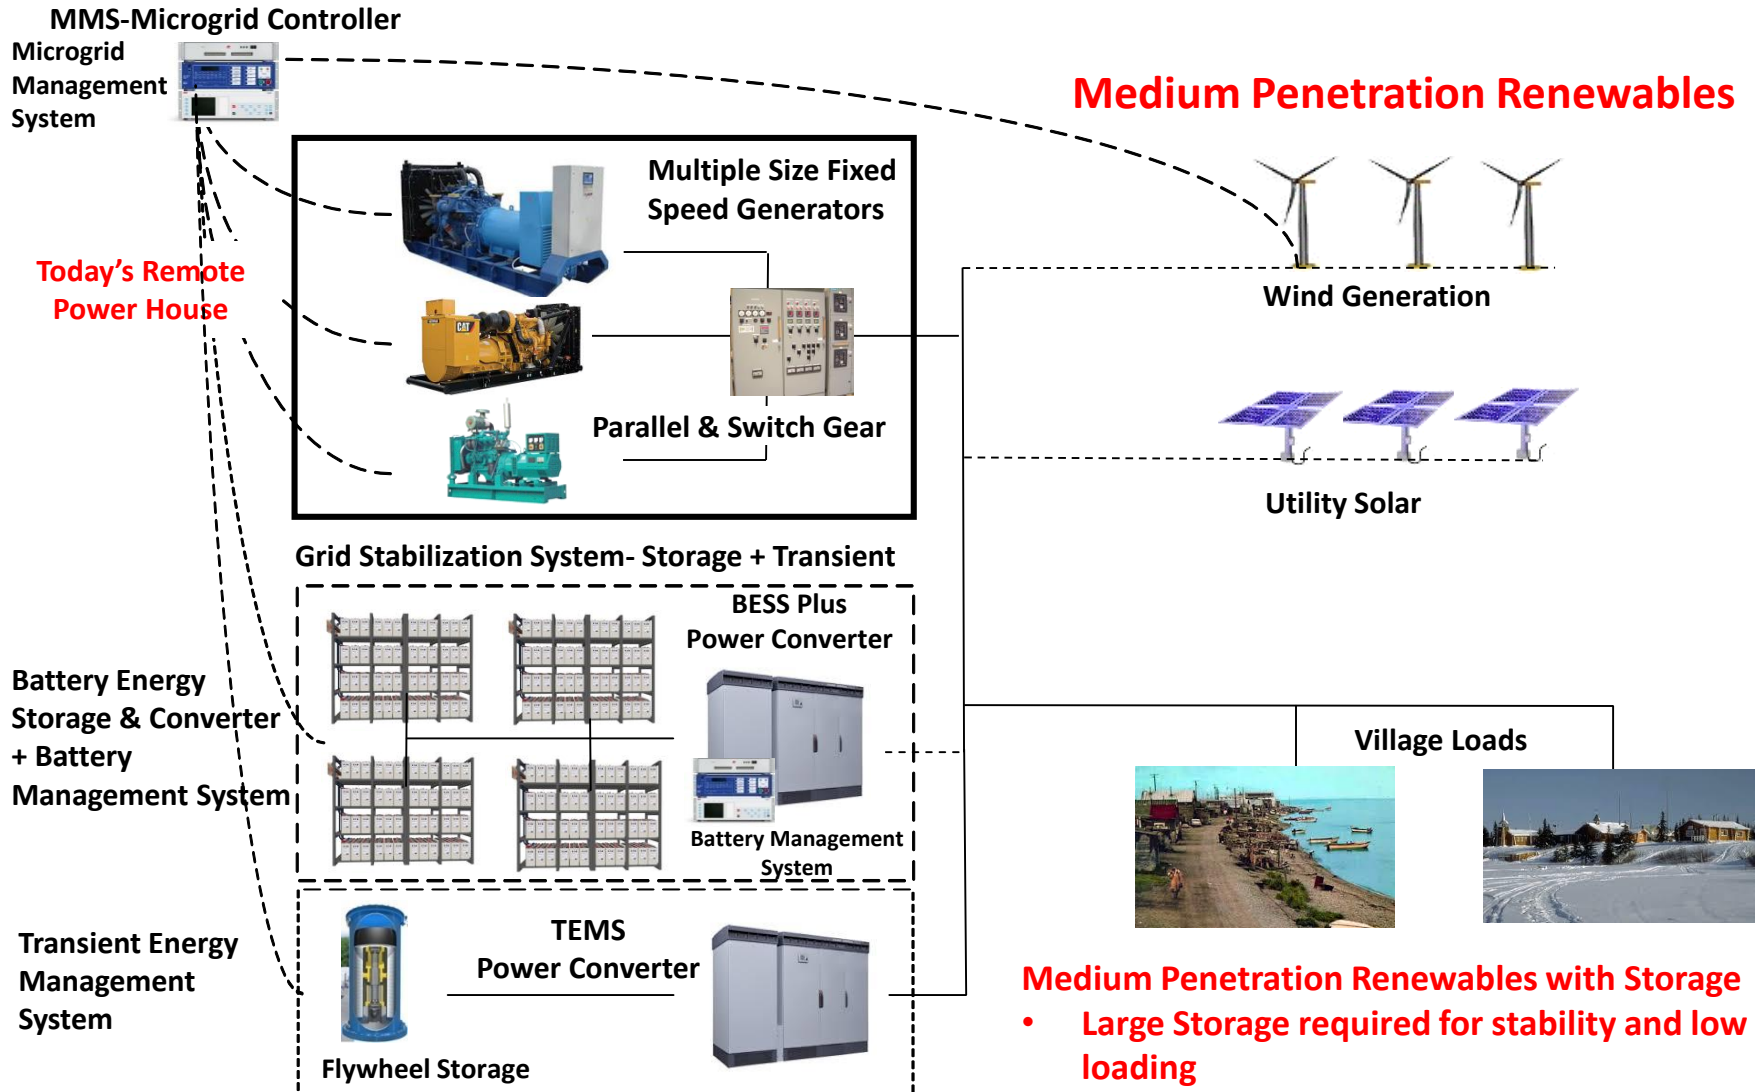 MMS-Microgrid Controller
Microgrid
Management
System
Medium Penetration Renewables
Multiple Size Fixed
Speed Generators
Today's Remote
Power House
CAT
Wind Generation
Parallel & Switch Gear
Utility Solar
Grid Stabilization System- Storage + Transient
BESS Plus
Power Converter
Battery Energy
Storage & Converter
+ Battery
Management System
Village Loads
Battery Management
System
Transient Energy
Management
System
TEMS
Power Converter
Flywheel Storage
Medium Penetration Renewables with Storage
• Large Storage required for stability and low
loading